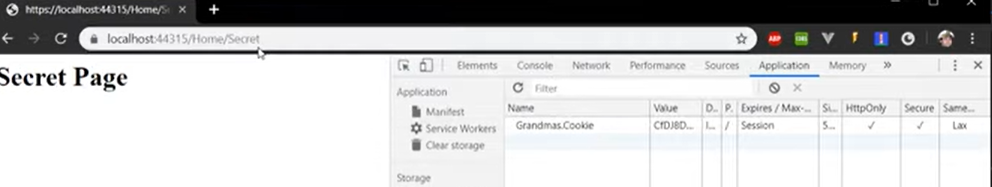 https://localhost:44315/Home/Se
localhost:44315/Home/Secret
ABP
Secret Page
Elements Console Network Performance Sources Application Memory »
Application
Manifest
Service Workers
Clear storage
Storage
Filter
Name Value D.. P. Expires / Max-... Si... HttpOnly Secure Same...
Grandmas.Cookie CfDJ8D... l... / Session 5... ✓ ✓ Lax